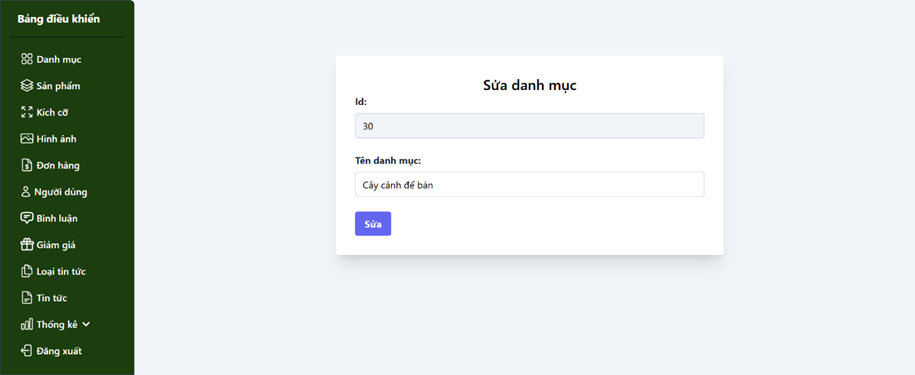 Bảng điều khiển
Danh mục
Sản phẩm
Kích cỡ
Hình ảnh
Đơn hàng
Người dùng
Bình luận
Giảm giá
Loại tin tức
Tin tức
Thống kê
Đăng xuất
Sửa danh mục
Id:
30
Tên danh mục:
Cây cảnh để bàn
Sửa